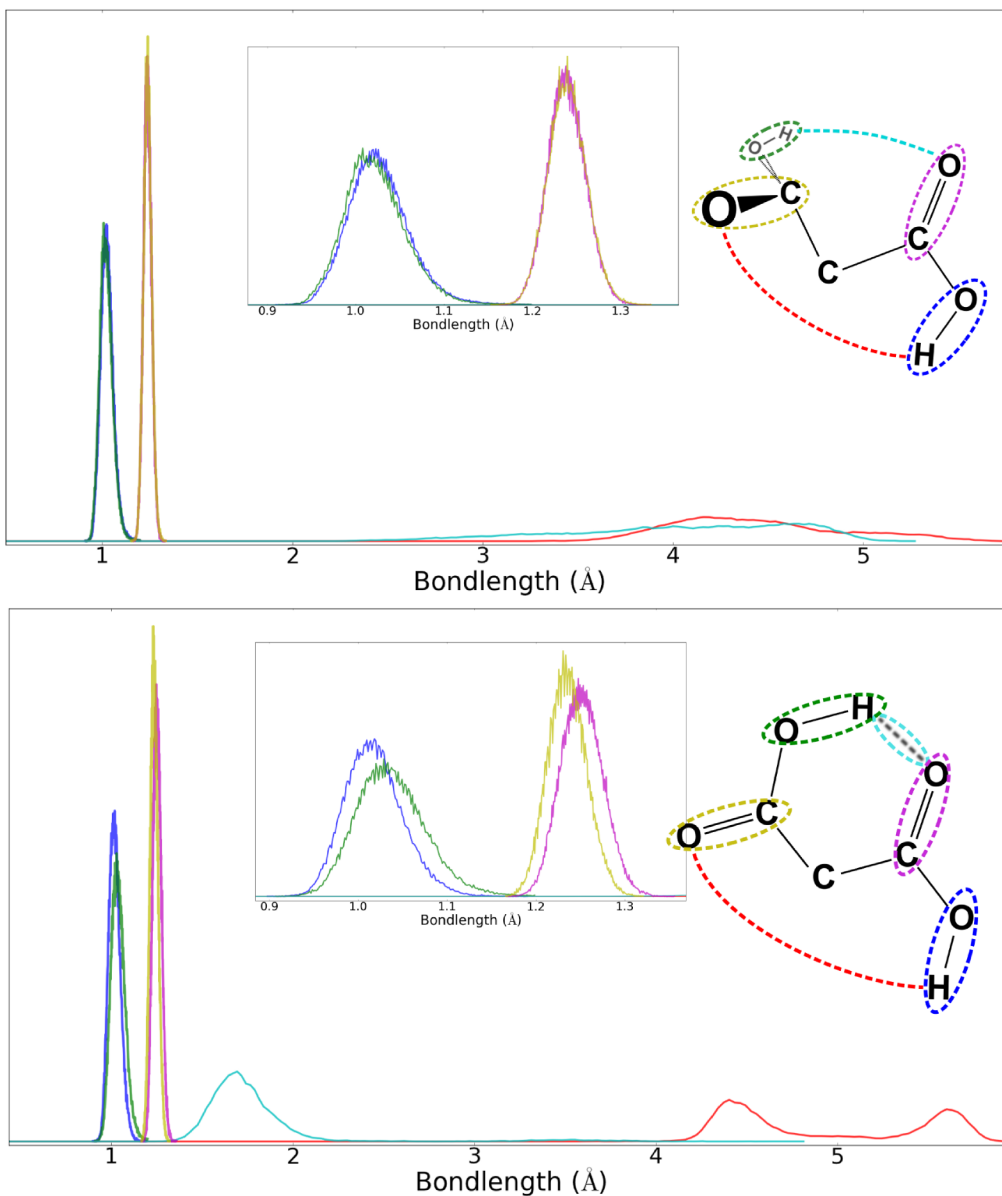 0.9 1.0 1.1 1.2 1.3
Bondlength (Å)
O H
O C O
C
C O
H
1 2 3 4 5
Bondlength (Å)
0.9 1.0 1.1 1.2 1.3
Bondlength (Å)
O H
O C O
C C
O
H
1 2 3 4 5
Bondlength (Å)